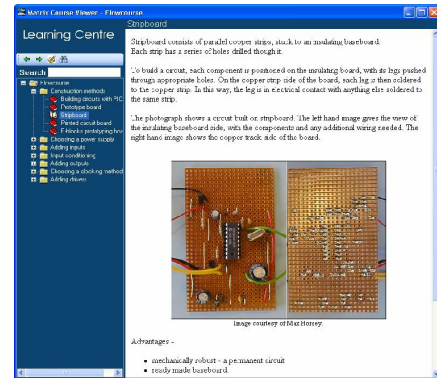 Matrix Course Viewer - Flowcourse
Learning Centre
Search
Flowcourse
Construction methods
Building circuits with PIC
Prototype board
Stripboard
Printed circuit board
E-blocks prototyping boa
Choosing a power supply
Adding inputs
Input conditioning
Adding outputs
Choosing a clocking method
Adding drivers
Stripboard
Stripboard consists of parallel copper strips, stuck to an insulating baseboard.
Each strip has a series of holes drilled though it.
To build a circuit, each component is positioned on the insulating board, with its legs pushed
through appropriate holes. On the copper strip side of the board, each leg is then soldered
to the copper strip. In this way, the leg is in electrical contact with anything else soldered to
the same strip.
The photograph shows a circuit built on stripboard. The left hand image gives the view of
the insulating baseboard side, with the components and any additional wiring needed. The
right hand image shows the copper track side of the board.
Image courtesy of Max Horsey.
Advantages -
mechanically robust - a permanent circuit
ready made baseboard